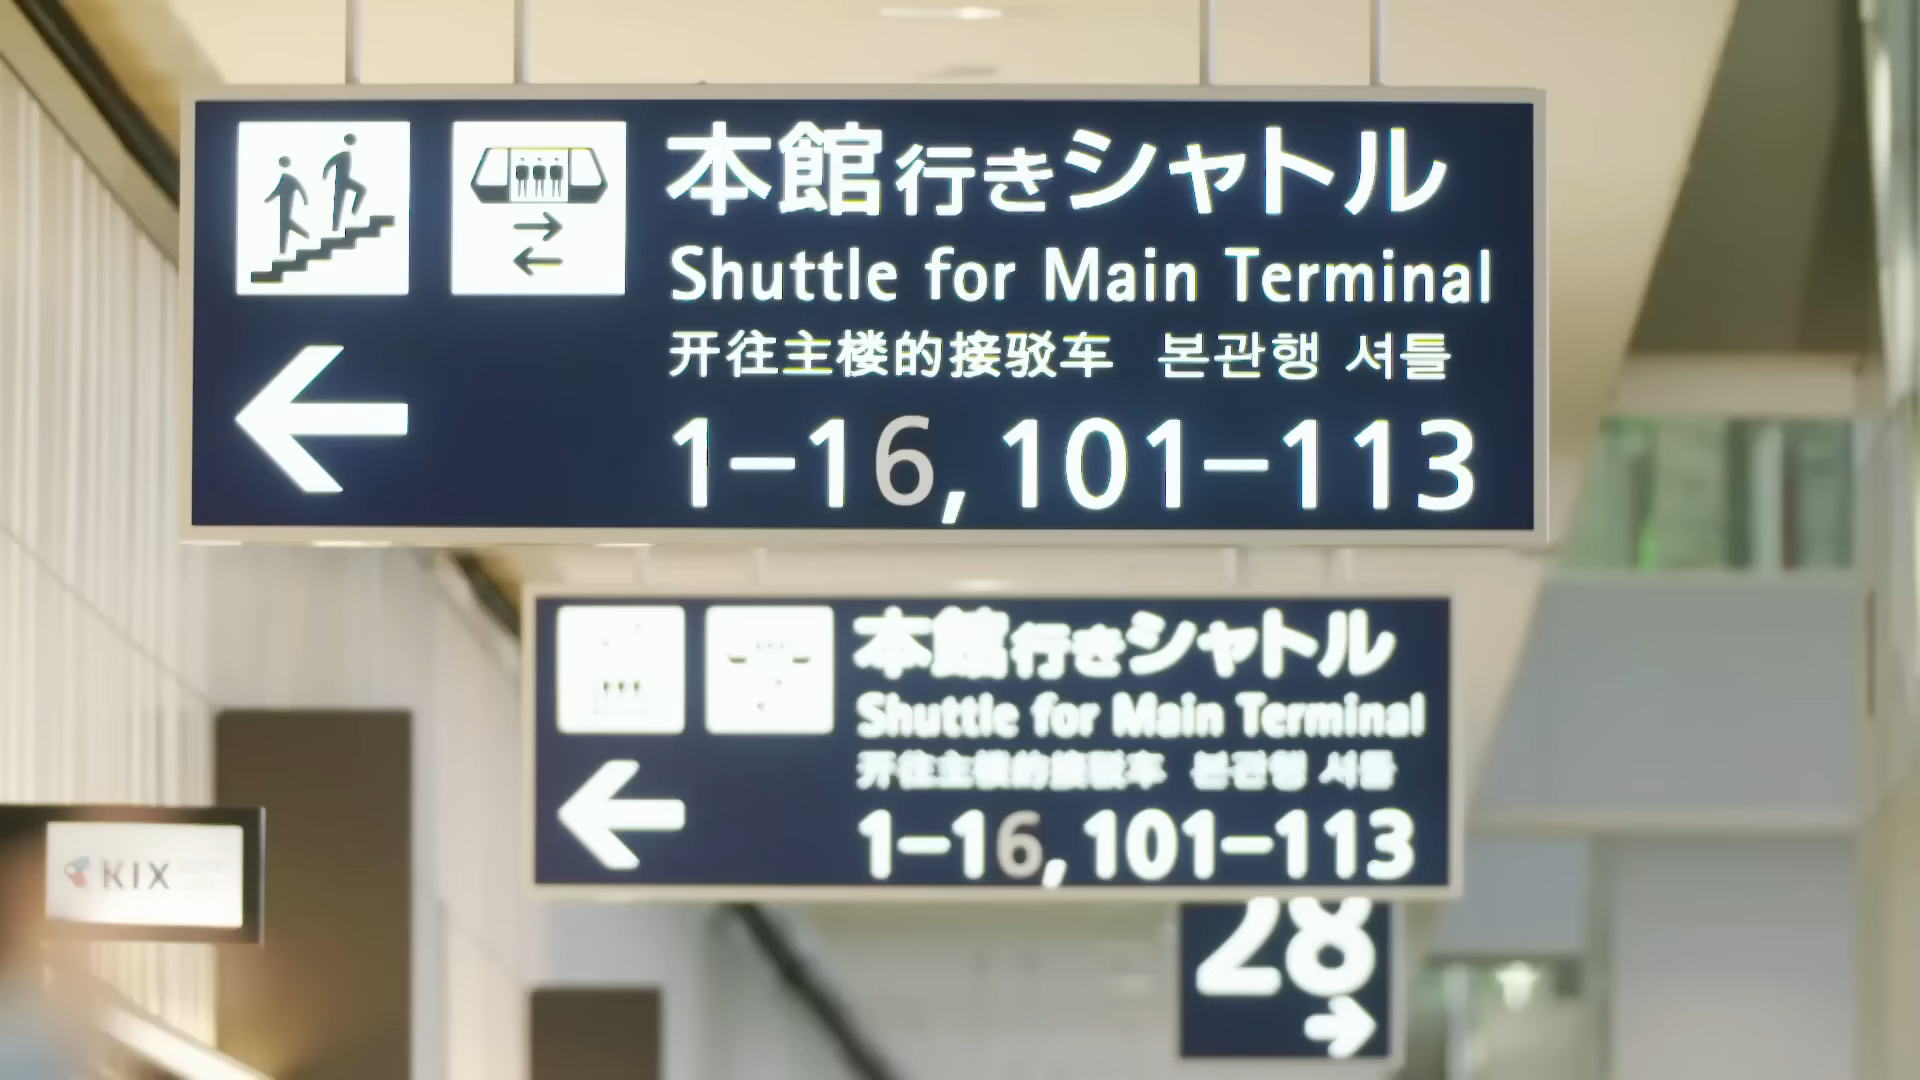 本館行きシャトル
Shuttle for Main Terminal
开往主楼的接驳车 본관행 셔틀
1-16, 101-113
本館行きシャトル
Shuttle for Main Terminal
开往主楼的接驳车 본관행 셔틀
1-16, 101-113
28
KIX